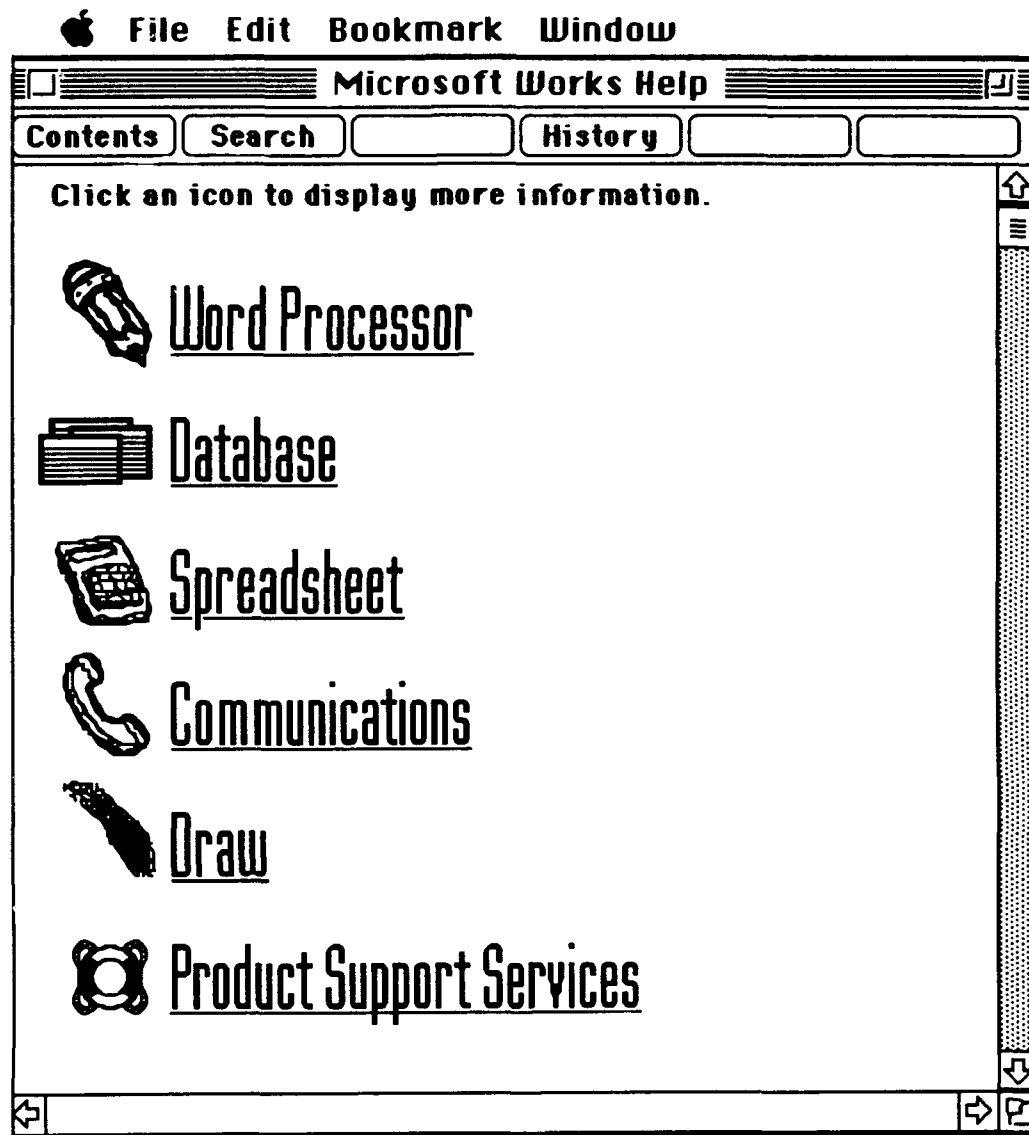 File Edit Bookmark Window
Microsoft Works Help
Contents Search History
Click an icon to display more information.
Word Processor
Database
Spreadsheet
Communications
Draw
Product Support Services